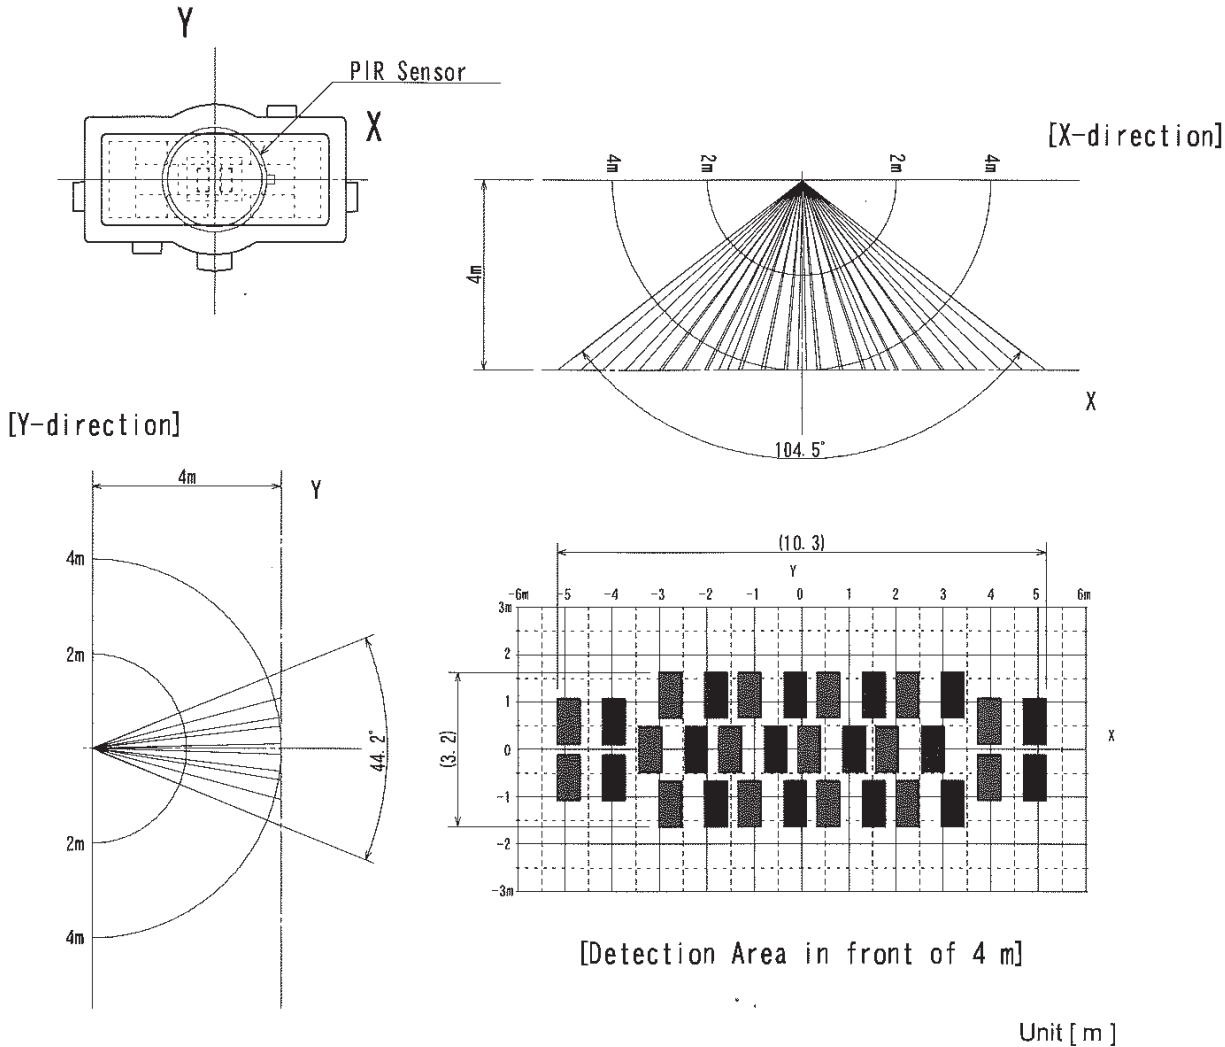 Y
PIR Sensor
X
[X-direction]
4m 2m 2m 4m
4m
X
104.5°
[Y-direction]
4m
Y
4m
2m
44.2°
2m
4m
(10.3)
Y
-6m -5 -4 -3 -2 -1 0 1 2 3 4 5 6m
3m
2
1
0
-1
-2
-3m
(3.2)
X
[Detection Area in front of 4 m]
Unit [ m ]